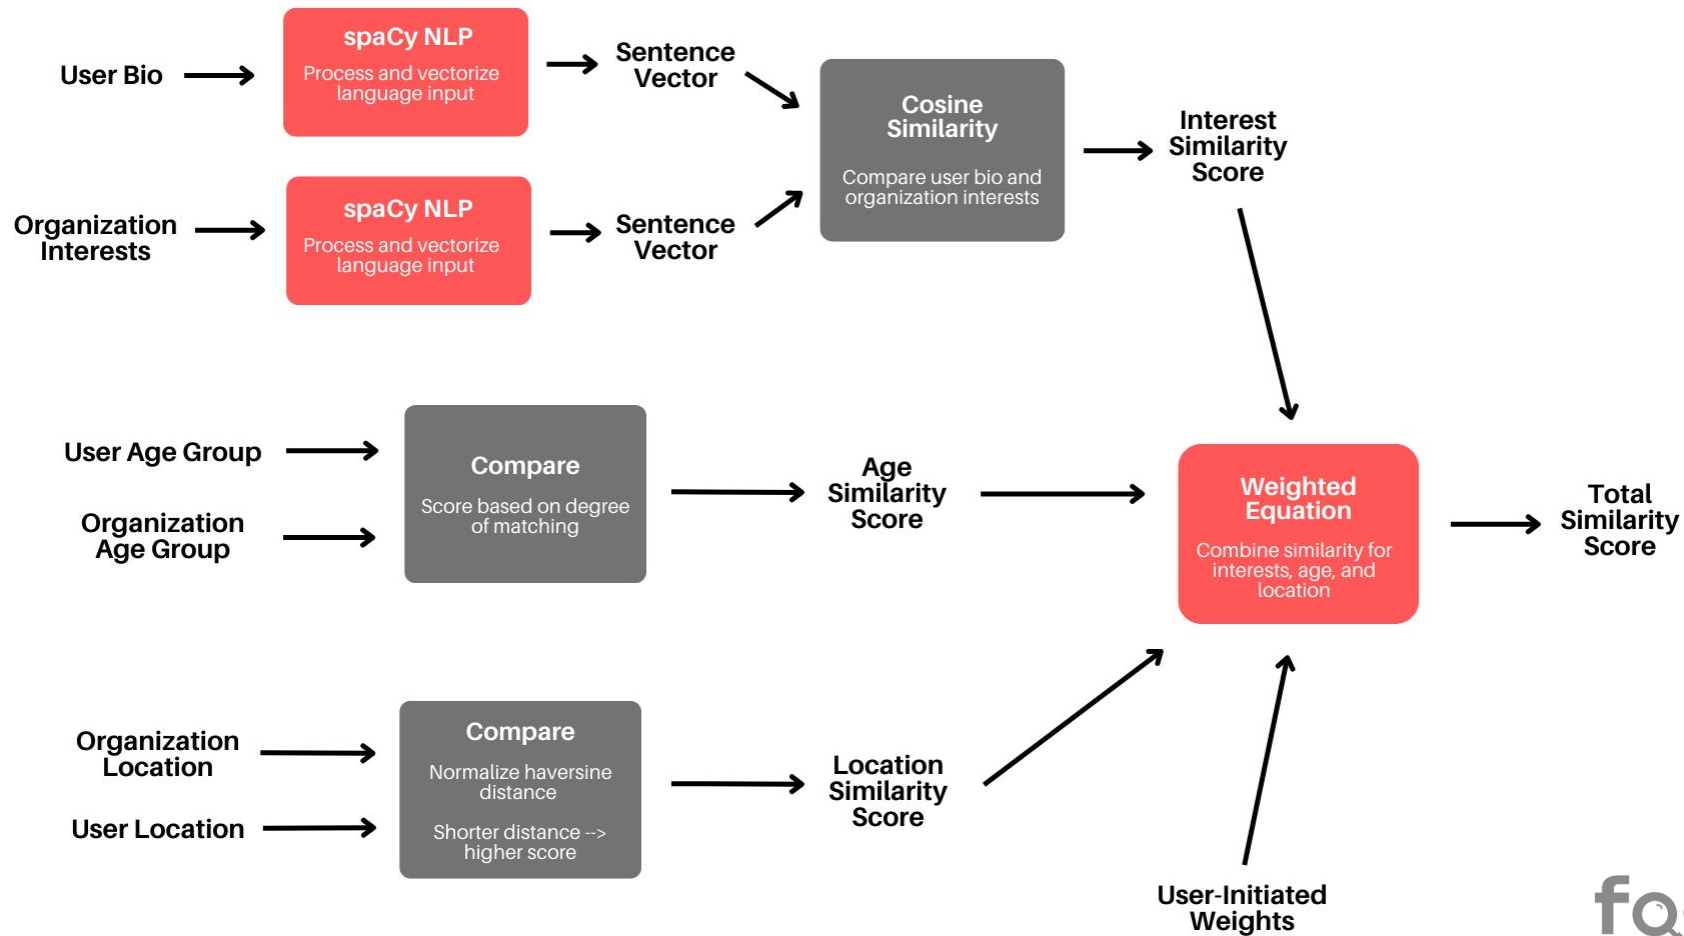 User Bio
spaCy NLP
Process and vectorize
language input
Sentence
Vector
Organization
Interests
spaCy NLP
Process and vectorize
language input
Sentence
Vector
Cosine
Similarity
Compare user bio and
organization interests
Interest
Similarity
Score
User Age Group
Organization
Age Group
Compare
Score based on degree
of matching
Age
Similarity
Score
Organization
Location
User Location
Compare
Normalize haversine
distance
Shorter distance -->
higher score
Location
Similarity
Score
Weighted
Equation
Combine similarity for
interests, age, and
location
User-Initiated
Weights
Total
Similarity
Score